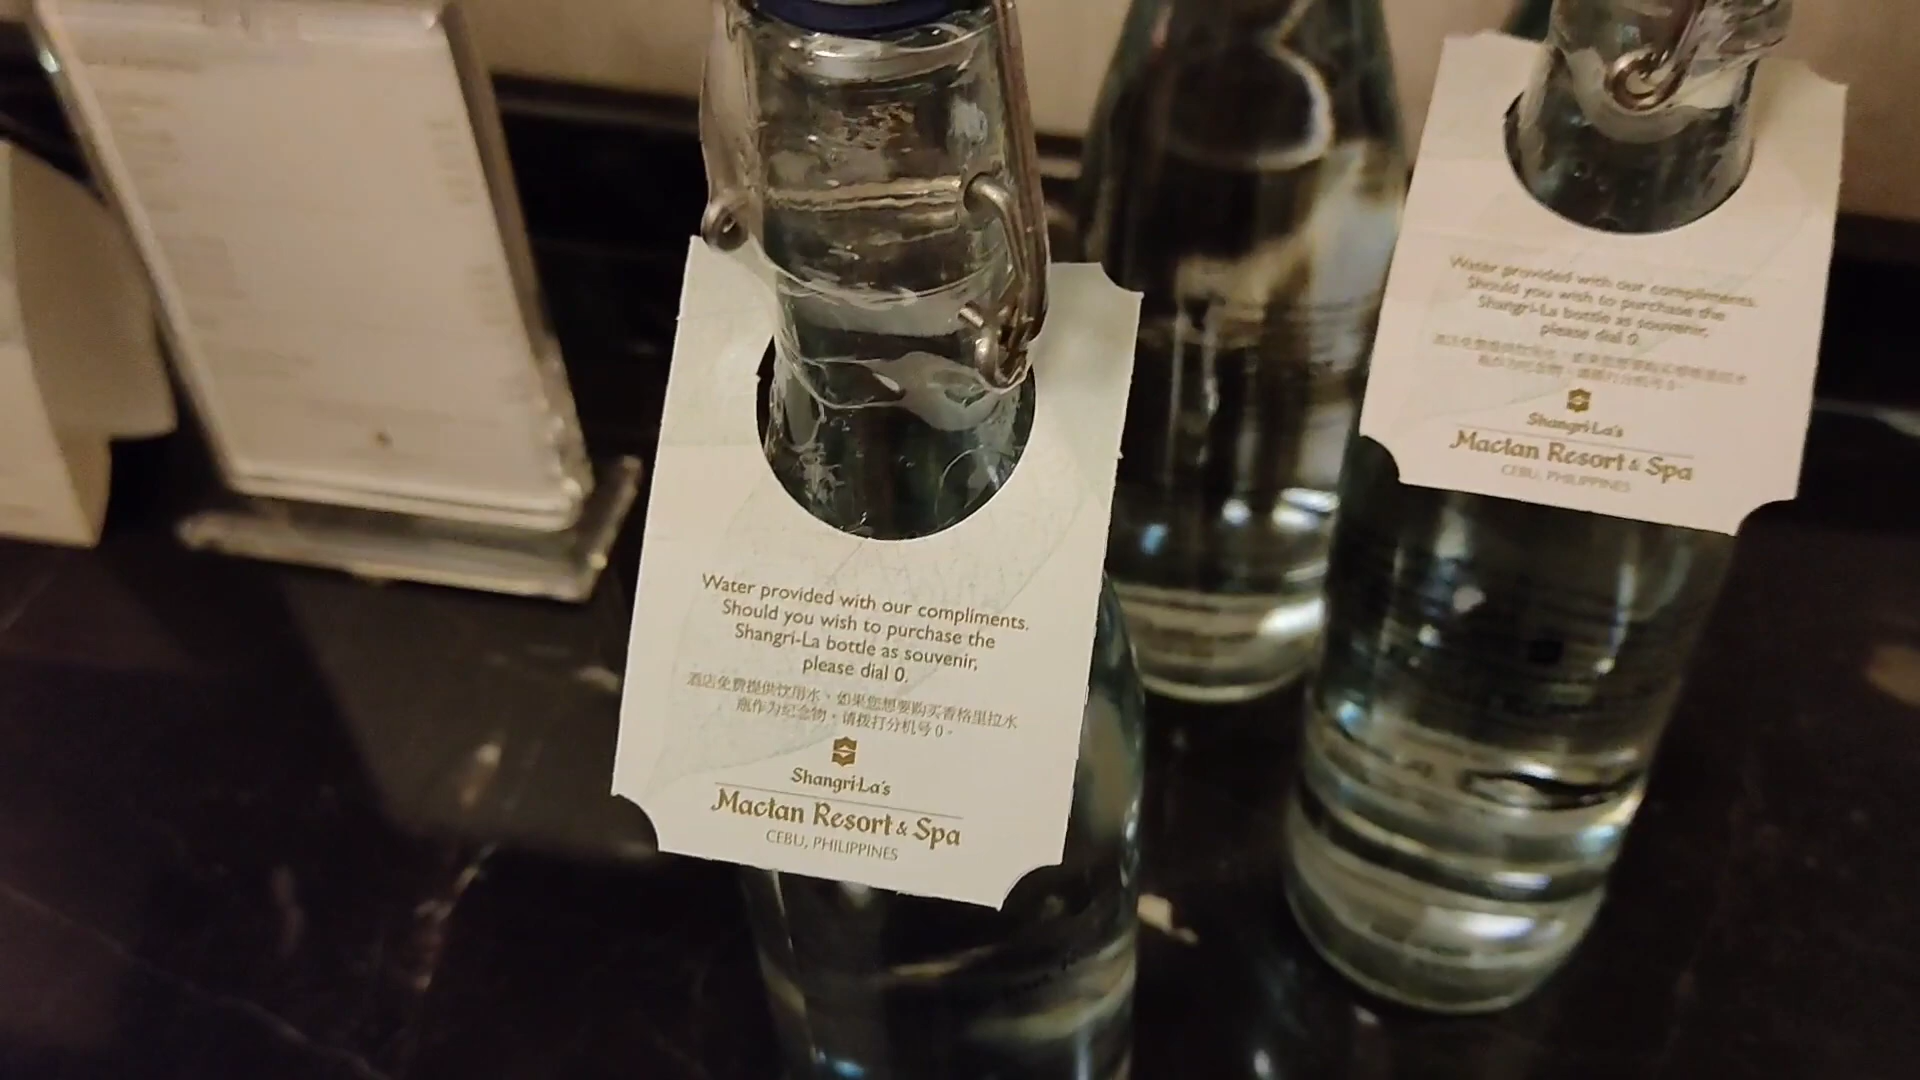 Water provided with our compliments.
Should you wish to purchase the
Shangri-La bottle as souvenir,
please dial 0.
酒店免费提供饮用水、如果您想要购买香格里拉水
瓶作为纪念物,请拨打分机号0。
Shangri-La's
Mactan Resort & Spa
CEBU, PHILIPPINES
Water provided with our compliments.
Should you wish to purchase the
Shangri-La bottle as souvenir,
please dial 0.
Shangri-La's
Mactan Resort & Spa
CEBU, PHILIPPINES